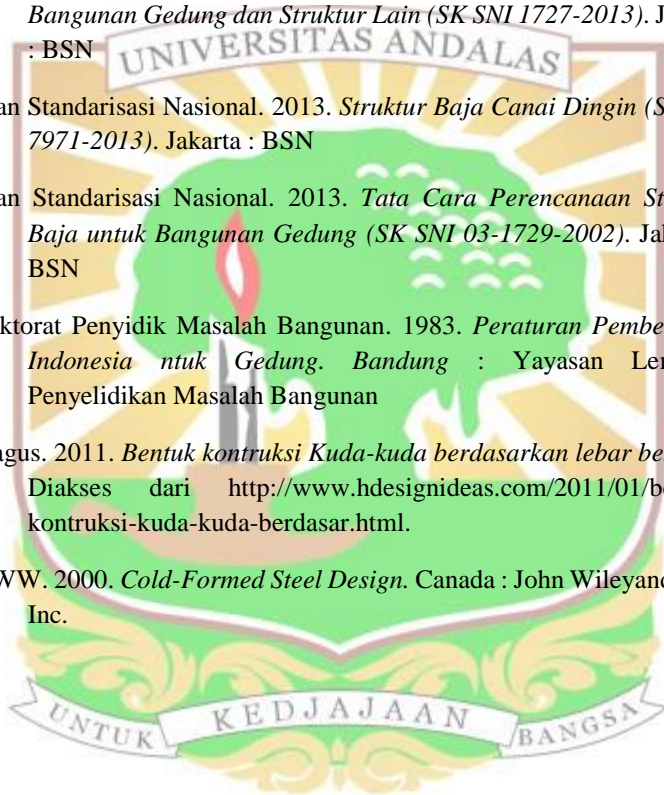 Bangunan Gedung dan Struktur Lain (SK SNI 1727-2013). J
: BSN
UNIVERSITAS ANDALAS
an Standarisasi Nasional. 2013. Struktur Baja Canai Dingin (S
7971-2013). Jakarta : BSN
an Standarisasi Nasional. 2013. Tata Cara Perencanaan St
Baja untuk Bangunan Gedung (SK SNI 03-1729-2002). Jak
BSN
ktorat Penyidik Masalah Bangunan. 1983. Peraturan Pembe
Indonesia ntuk Gedung. Bandung : Yayasan Lem
Penyelidikan Masalah Bangunan
agus. 2011. Bentuk kontruksi Kuda-kuda berdasarkan lebar be
Diakses dari http://www.hdesignideas.com/2011/01/be
kontruksi-kuda-kuda-berdasar.html.
WW. 2000. Cold-Formed Steel Design. Canada : John Wileyand
Inc.
UNTUK KEDJAJAAN BANGSA